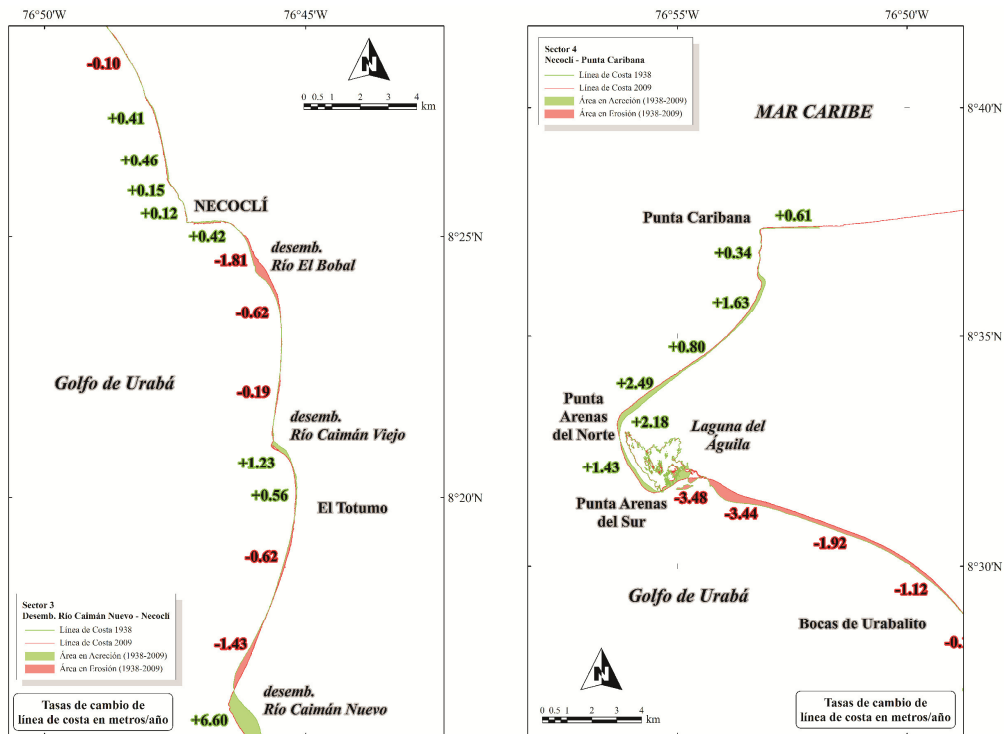 76°50'W
76°45'W
-0.10
N
0 0.5 1 2 3 4
km
+0.41
+0.46
+0.15
+0.12
NECOCLÍ
+0.42
8°25'N
-1.81
desemb.
Río El Bobal
-0.62
Golfo de Urabá
-0.19
desemb.
Río Caimán Viejo
+1.23
+0.56
El Totumo
8°20'N
-0.62
Sector 3
Desemb. Río Caimán Nuevo - Necoclí
Línea de Costa 1938
Línea de Costa 2009
Área en Acreción (1938-2009)
Área en Erosión (1938-2009)
-1.43
desemb.
Río Caimán Nuevo
+6.60
Tasas de cambio de
línea de costa en metros/año
76°55'W
76°50'W
Sector 4
Necoclí - Punta Caribana
Línea de Costa 1938
Línea de Costa 2009
Área en Acreción (1938-2009)
Área en Erosión (1938-2009)
MAR CARIBE
8°40'N
Punta Caribana
+0.61
+0.34
+1.63
8°35'N
+0.80
+2.49
Punta
Arenas
del Norte
+2.18
Laguna del
Águila
+1.43
Punta Arenas
del Sur
-3.48
-3.44
-1.92
8°30'N
-1.12
Golfo de Urabá
Bocas de Urabalito
N
0 0.5 1 2 3 4
km
Tasas de cambio de
línea de costa en metros/año